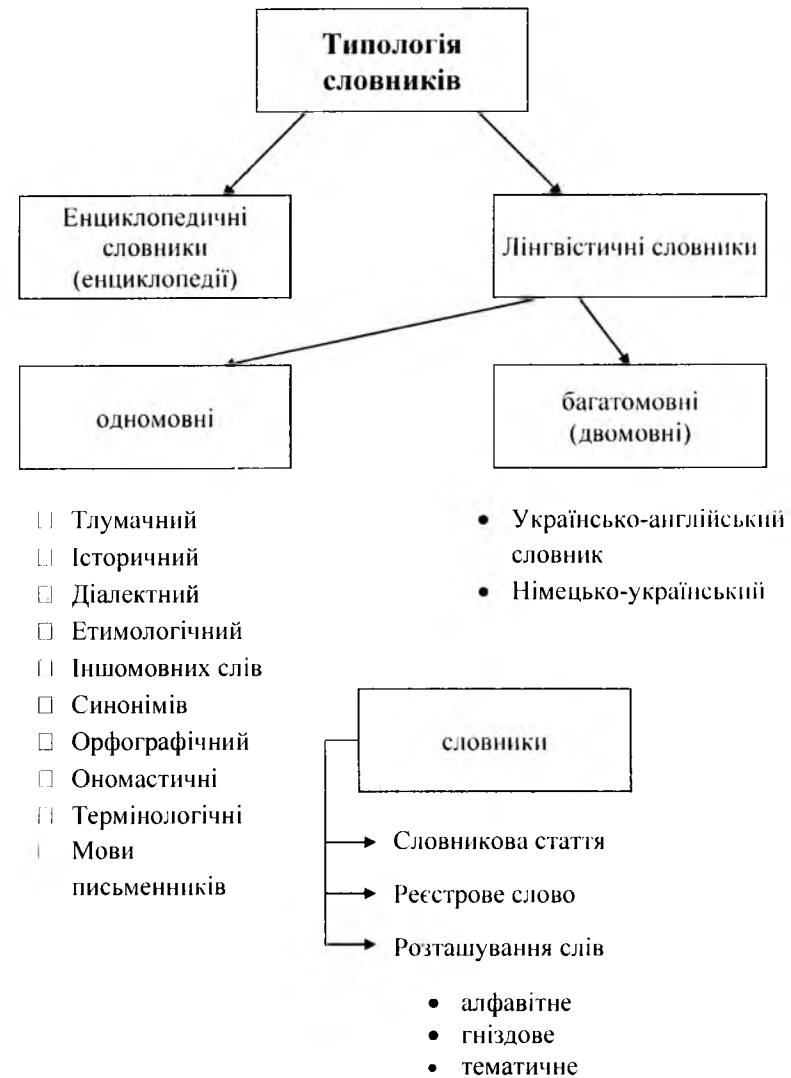 Типологія
словників
Енциклопедичні
словники
(енциклопедії)
Лінгвістичні словники
одномовні
багатомовні
(двомовні)
Тлумачний
Історичний
Діалектний
Етимологічний
Іншомовних слів
Синонімів
Орфографічний
Ономастичні
Термінологічні
Мови
письменників
• Українсько-англійський
словник
• Німецько-український
словники
Словникова стаття
Реєстрове слово
Розташування слів
• алфавітне
• гніздове
• тематичне